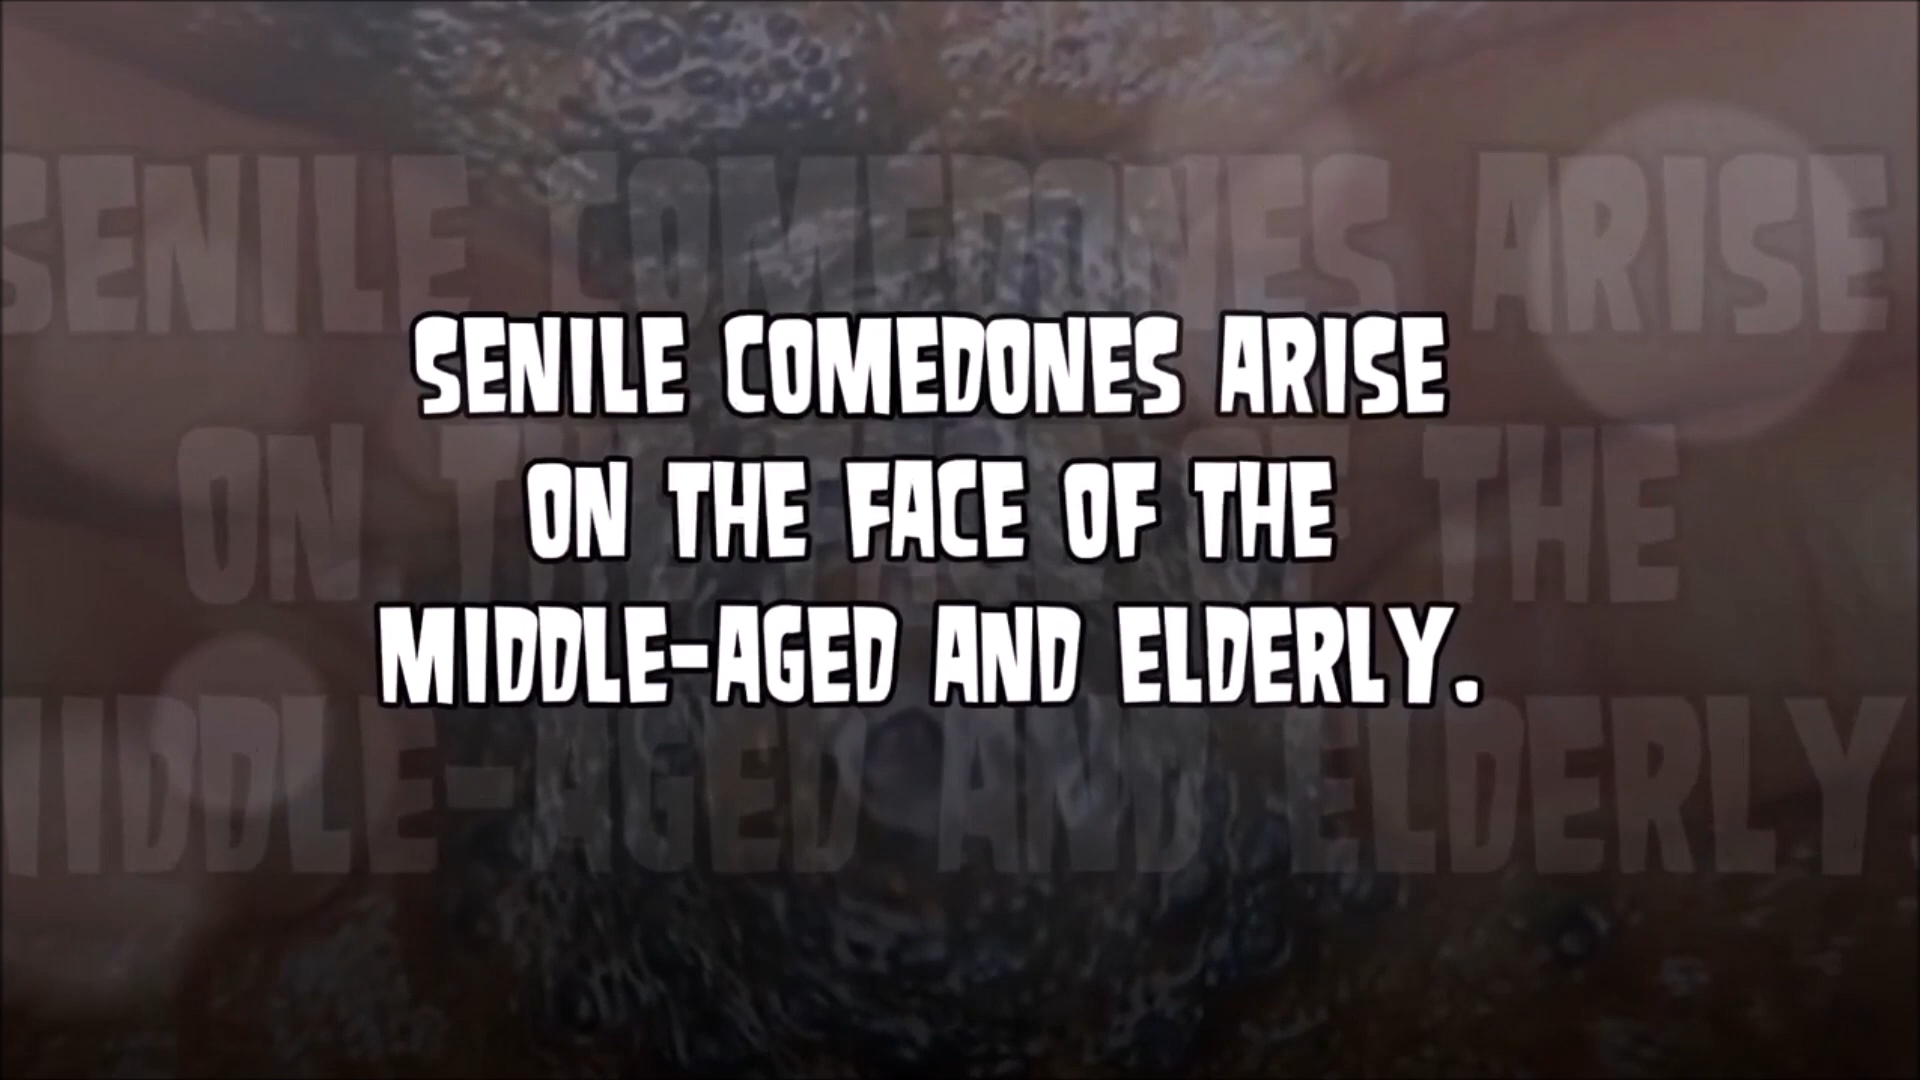 SENILE COMEDONES ARISE
ON THE FACE OF THE
MIDDLE-AGED AND ELDERLY.